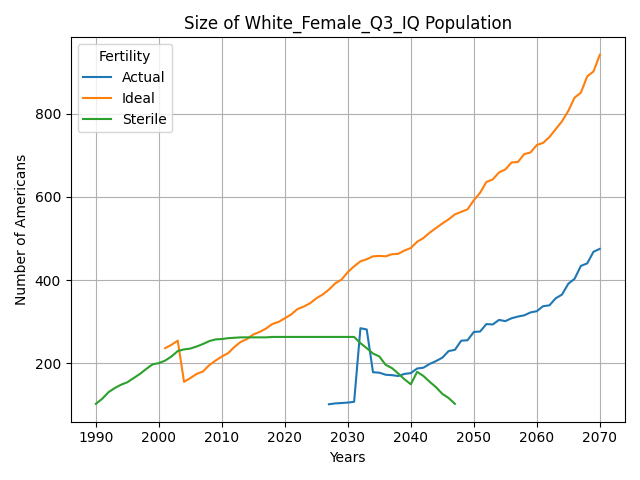 Size of White_Female_Q3_IQ Population
Fertility
Actual
Ideal
Sterile
Number of Americans
800
600
400
200
1990
2000
2010
2020
2030
2040
2050
2060
2070
Years